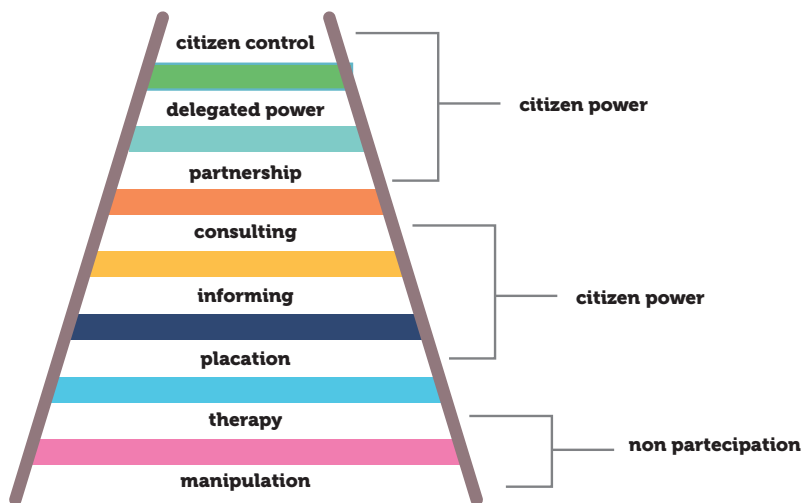 citizen control
delegated power
citizen power
partnership
consulting
informing
citizen power
placation
therapy
non partecipation
manipulation